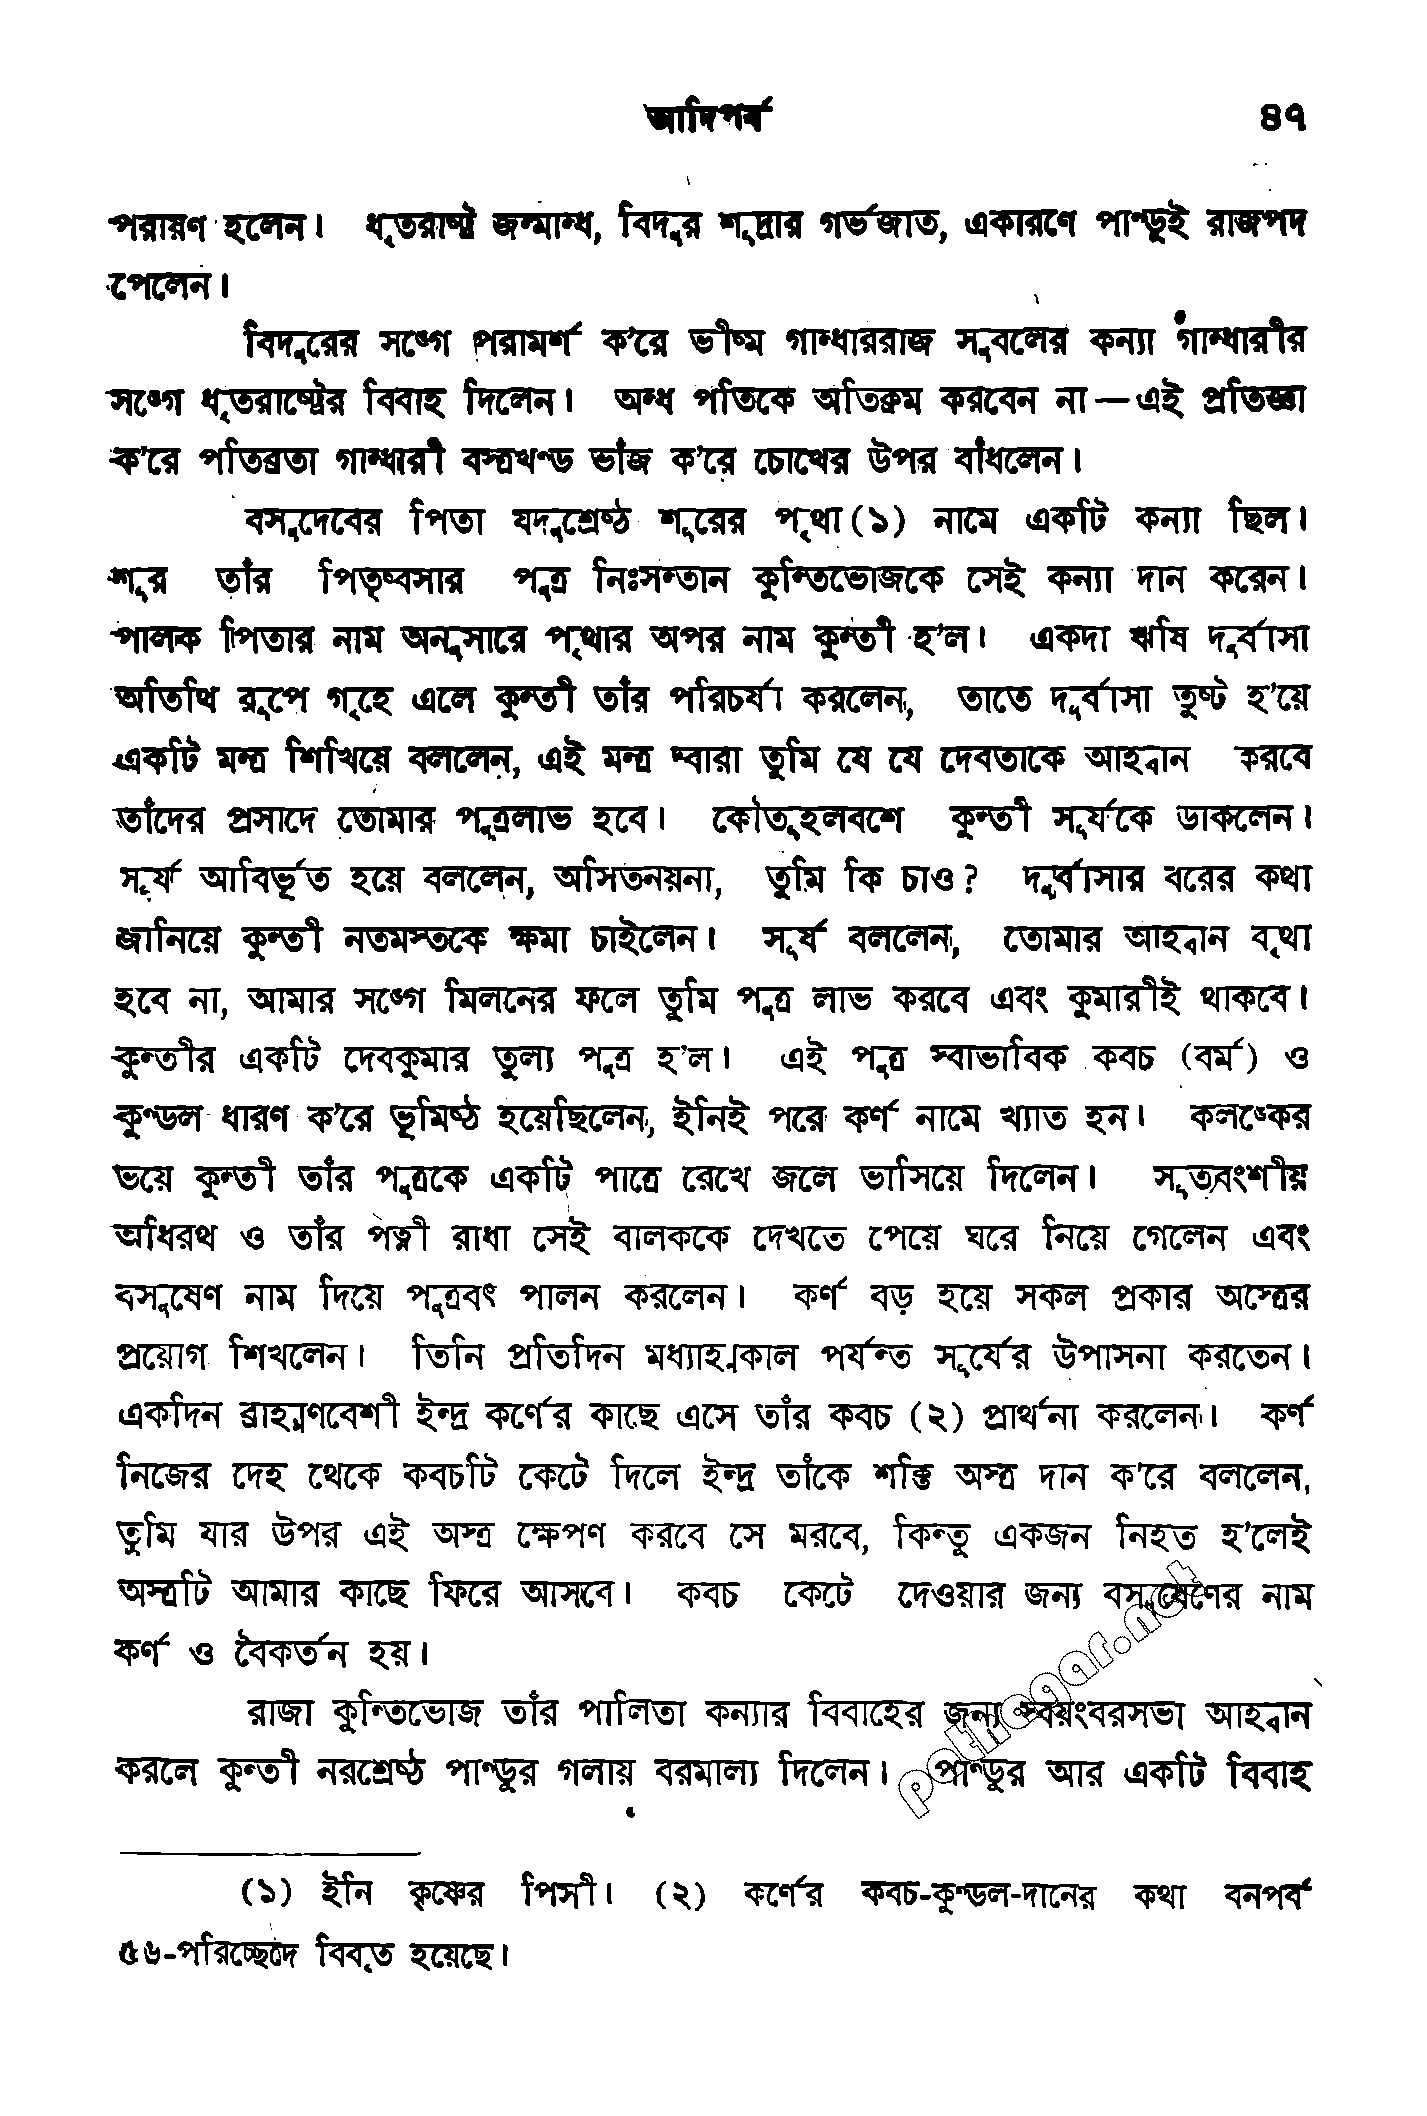 আদিপর্ব ৪৭
পরায়ণ হলেন। ধৃতরাষ্ট্র জন্মান্ধ, বিদুর শূদ্রার গর্ভজাত, একারণে পাণ্ডুই রাজপদ
পেলেন।
বিদুরের সঙ্গে পরামর্শ ক'রে ভীষ্ম গান্ধাররাজ সুবলের কন্যা গান্ধারীর
সঙ্গে ধৃতরাষ্ট্রের বিবাহ দিলেন। অন্ধ পতিকে অতিক্রম করবেন না—এই প্রতিজ্ঞা
ক'রে পতিব্রতা গান্ধারী বস্ত্রখণ্ড ভাঁজ ক'রে চোখের উপর বাঁধলেন।
বসুদেবের পিতা যদুশ্রেষ্ঠ শূরের পৃথা(১) নামে একটি কন্যা ছিল।
শূর তাঁর পিতৃষ্বসার পুত্র নিঃসন্তান কুন্তিভোজকে সেই কন্যা দান করেন।
পালক পিতার নাম অনুসারে পৃথার অপর নাম কুন্তী হ'ল। একদা ঋষি দুর্বাসা
অতিথি রূপে গৃহে এলে কুন্তী তাঁর পরিচর্যা করলেন, তাতে দুর্বাসা তুষ্ট হ'য়ে
একটি মন্ত্র শিখিয়ে বললেন, এই মন্ত্র দ্বারা তুমি যে যে দেবতাকে আহ্বান করবে
তাঁদের প্রসাদে তোমার পুত্রলাভ হবে। কৌতূহলবশে কুন্তী সূর্যকে ডাকলেন।
সূর্য আবির্ভূত হয়ে বললেন, অসিতনয়না, তুমি কি চাও? দুর্বাসার বরের কথা
জানিয়ে কুন্তী নতমস্তকে ক্ষমা চাইলেন। সূর্য বললেন, তোমার আহ্বান বৃথা
হবে না, আমার সঙ্গে মিলনের ফলে তুমি পুত্র লাভ করবে এবং কুমারীই থাকবে।
কুন্তীর একটি দেবকুমার তুল্য পুত্র হ'ল। এই পুত্র স্বাভাবিক কবচ (বর্ম) ও
কুণ্ডল ধারণ ক'রে ভূমিষ্ঠ হয়েছিলেন, ইনিই পরে কর্ণ নামে খ্যাত হন। কলঙ্কের
ভয়ে কুন্তী তাঁর পুত্রকে একটি পাত্রে রেখে জলে ভাসিয়ে দিলেন। সূতবংশীয়
অধিরথ ও তাঁর পত্নী রাধা সেই বালককে দেখতে পেয়ে ঘরে নিয়ে গেলেন এবং
বসুষেণ নাম দিয়ে পুত্রবৎ পালন করলেন। কর্ণ বড় হয়ে সকল প্রকার অস্ত্রের
প্রয়োগ শিখলেন। তিনি প্রতিদিন মধ্যাহ্নকাল পর্যন্ত সূর্যের উপাসনা করতেন।
একদিন ব্রাহ্মণবেশী ইন্দ্র কর্ণের কাছে এসে তাঁর কবচ (২) প্রার্থনা করলেন। কর্ণ
নিজের দেহ থেকে কবচটি কেটে দিলে ইন্দ্র তাঁকে শক্তি অস্ত্র দান ক'রে বললেন,
তুমি যার উপর এই অস্ত্র ক্ষেপণ করবে সে মরবে, কিন্তু একজন নিহত হ'লেই
অস্ত্রটি আমার কাছে ফিরে আসবে। কবচ কেটে দেওয়ার জন্য বসুষেণের নাম
কর্ণ ও বৈকর্তন হয়।
রাজা কুন্তিভোজ তাঁর পালিতা কন্যার বিবাহের জন্য স্বয়ংবরসভা আহ্বান
করলে কুন্তী নরশ্রেষ্ঠ পাণ্ডুর গলায় বরমাল্য দিলেন। পাণ্ডুর আর একটি বিবাহ
(১) ইনি কৃষ্ণের পিসী। (২) কর্ণের কবচ-কুণ্ডল-দানের কথা বনপর্ব
৫৬-পরিচ্ছেদে বিবৃত হয়েছে।
pathagar.net